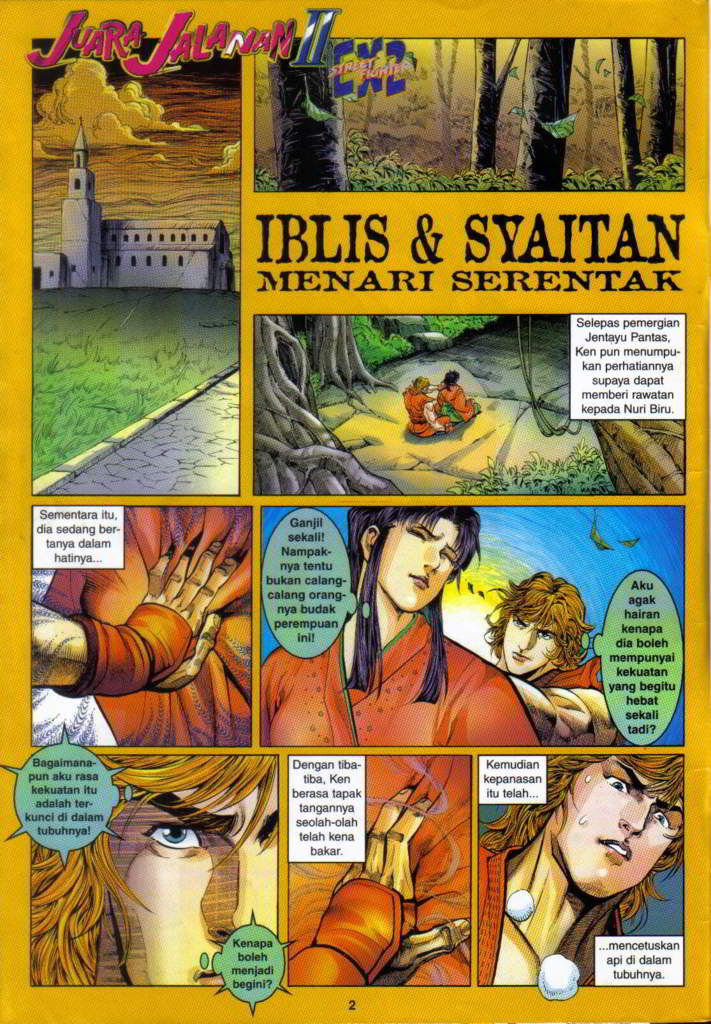 JUARA JALANAN II
STREET FIGHTER
EX2
IBLIS & SYAITAN
MENARI SERENTAK
Selepas pemergian
Jentayu Pantas,
Ken pun menumpu-
kan perhatiannya
supaya dapat
memberi rawatan
kepada Nuri Biru.
Sementara itu,
dia sedang ber-
tanya dalam
hatinya...
Ganjil
sekali!
Nampak-
nya tentu
bukan calang-
calang orang-
nya budak
perempuan
ini!
Aku
agak
hairan
kenapa
dia boleh
mempunyai
kekuatan
yang begitu
hebat
sekali
tadi?
Bagaimana-
pun aku rasa
kekuatan itu
adalah ter-
kunci di dalam
tubuhnya!
Kenapa
boleh
menjadi
begini?
Dengan tiba-
tiba, Ken
berasa tapak
tangannya
seolah-olah
telah kena
bakar.
Kemudian
kepanasan
itu telah...
...mencetuskan
api di dalam
tubuhnya.
2